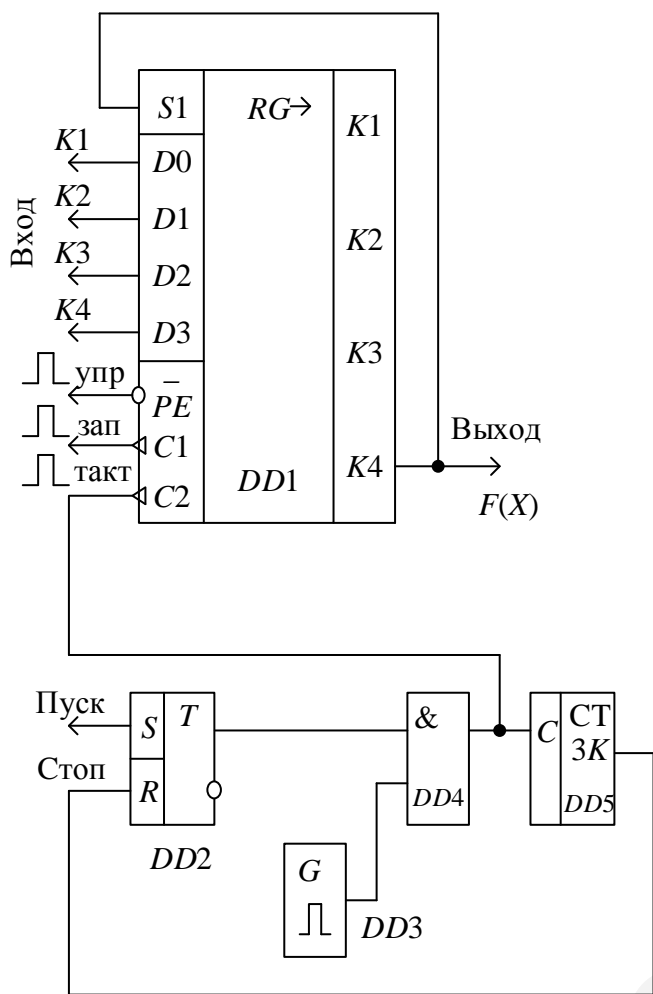 S1 RG→ K1
K1 D0
K2 D1 K2
K3 D2 K3
K4 D3
Вход
упр PE
зап C1 Выход
такт C2 DD1 K4
F(X)
Пуск S T & C CT
Стоп R 3K
DD4 DD5
DD2
G
DD3